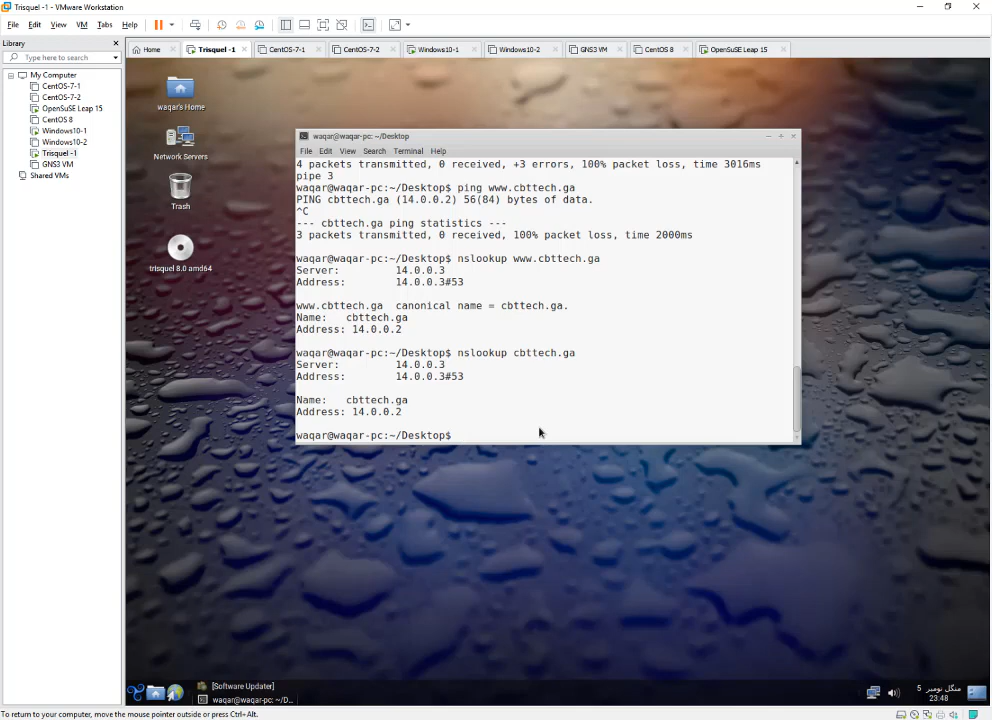 Trisquel -1 - VMware Workstation
File Edit View VM Tabs Help
Library
Type here to search
My Computer
CentOS-7-1
CentOS-7-2
OpenSuSE Leap 15
CentOS 8
Windows10-1
Windows10-2
Trisquel -1
GNS3 VM
Shared VMs
Home Trisquel -1 CentOS-7-1 CentOS-7-2 Windows10-1 Windows10-2 GNS3 VM CentOS 8 OpenSuSE Leap 15
waqar's Home
Network Servers
Trash
trisquel 8.0 amd64
waqar@waqar-pc: ~/Desktop
File Edit View Search Terminal Help
4 packets transmitted, 0 received, +3 errors, 100% packet loss, time 3016ms
pipe 3
waqar@waqar-pc:~/Desktop$ ping www.cbttech.ga
PING cbttech.ga (14.0.0.2) 56(84) bytes of data.
^C
--- cbttech.ga ping statistics ---
3 packets transmitted, 0 received, 100% packet loss, time 2000ms
waqar@waqar-pc:~/Desktop$ nslookup www.cbttech.ga
Server: 14.0.0.3
Address: 14.0.0.3#53
www.cbttech.ga canonical name = cbttech.ga.
Name: cbttech.ga
Address: 14.0.0.2
waqar@waqar-pc:~/Desktop$ nslookup cbttech.ga
Server: 14.0.0.3
Address: 14.0.0.3#53
Name: cbttech.ga
Address: 14.0.0.2
waqar@waqar-pc:~/Desktop$
[Software Updater]
waqar@waqar-pc: ~/D...
منگل نومبر 5
23:48
To return to your computer, move the mouse pointer outside or press Ctrl+Alt.